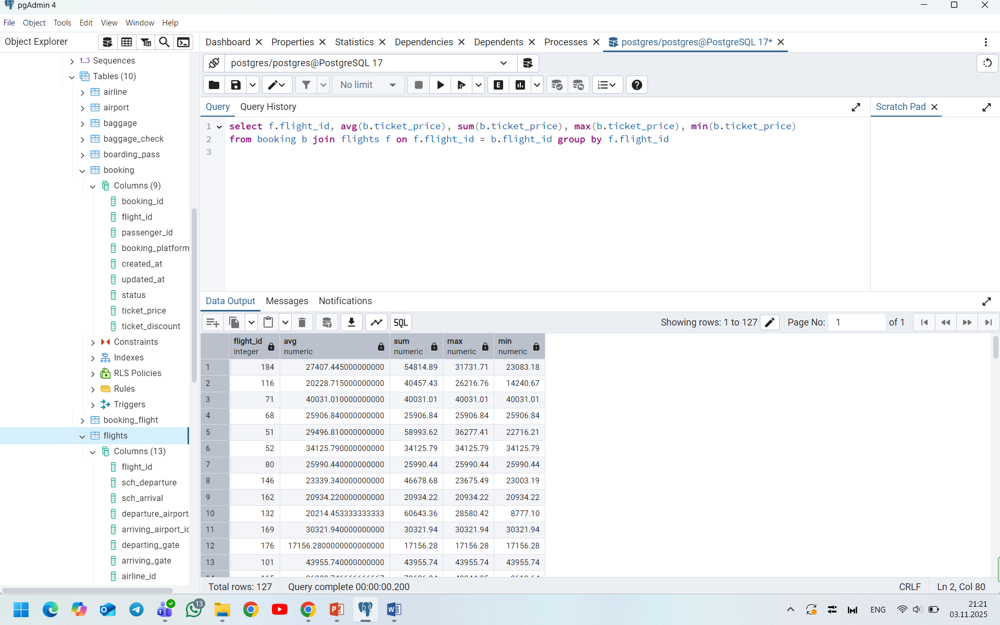 pgAdmin 4
File Object Tools Edit View Window Help
Object Explorer
Dashboard Properties Statistics Dependencies Dependents Processes postgres/postgres@PostgreSQL 17*
postgres/postgres@PostgreSQL 17
No limit
E
Query Query History
Scratch Pad
1 select f.flight_id, avg(b.ticket_price), sum(b.ticket_price), max(b.ticket_price), min(b.ticket_price)
2 from booking b join flights f on f.flight_id = b.flight_id group by f.flight_id
3
1..3 Sequences
Tables (10)
airline
airport
baggage
baggage_check
boarding_pass
booking
Columns (9)
booking_id
flight_id
passenger_id
booking_platform
created_at
updated_at
status
ticket_price
ticket_discount
Constraints
Indexes
RLS Policies
Rules
Triggers
booking_flight
flights
Columns (13)
flight_id
sch_departure
sch_arrival
departure_airport
arriving_airport_id
departing_gate
arriving_gate
airline_id
Data Output Messages Notifications
SQL
Showing rows: 1 to 127 Page No: 1 of 1
flight_id integer avg numeric sum numeric max numeric min numeric
1 184 27407.445000000000 54814.89 31731.71 23083.18
2 116 20228.715000000000 40457.43 26216.76 14240.67
3 71 40031.010000000000 40031.01 40031.01 40031.01
4 68 25906.840000000000 25906.84 25906.84 25906.84
5 51 29496.810000000000 58993.62 36277.41 22716.21
6 52 34125.790000000000 34125.79 34125.79 34125.79
7 80 25990.440000000000 25990.44 25990.44 25990.44
8 146 23339.340000000000 46678.68 23675.49 23003.19
9 162 20934.220000000000 20934.22 20934.22 20934.22
10 132 20214.453333333333 60643.36 28580.42 8777.10
11 169 30321.940000000000 30321.94 30321.94 30321.94
12 176 17156.2800000000000000 17156.28 17156.28 17156.28
13 101 43955.740000000000 43955.74 43955.74 43955.74
Total rows: 127 Query complete 00:00:00.200
CRLF Ln 2, Col 80
13
ENG
21:21
03.11.2025